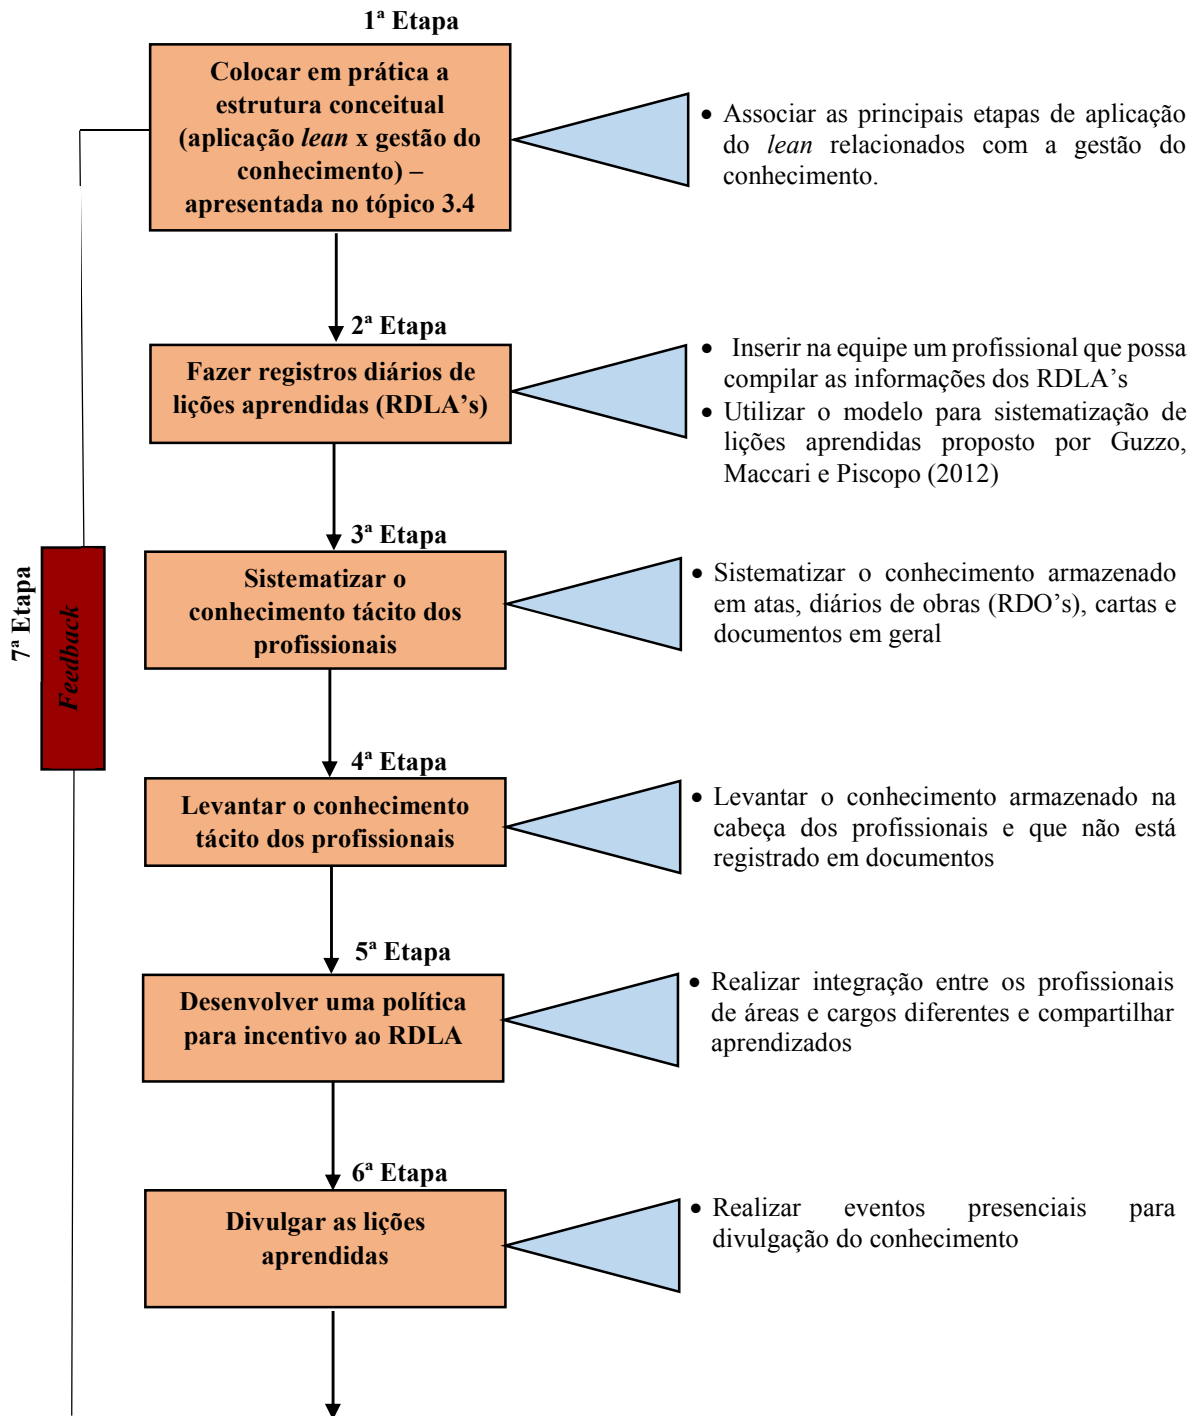 1ª Etapa
Colocar em prática a
estrutura conceitual
(aplicação lean x gestão do
conhecimento) –
apresentada no tópico 3.4
• Associar as principais etapas de aplicação
do lean relacionados com a gestão do
conhecimento.
2ª Etapa
Fazer registros diários de
lições aprendidas (RDLA’s)
• Inserir na equipe um profissional que possa
compilar as informações dos RDLA’s
• Utilizar o modelo para sistematização de
lições aprendidas proposto por Guzzo,
Maccari e Piscopo (2012)
3ª Etapa
Sistematizar o
conhecimento tácito dos
profissionais
• Sistematizar o conhecimento armazenado
em atas, diários de obras (RDO’s), cartas e
documentos em geral
7ª Etapa
Feedback
4ª Etapa
Levantar o conhecimento
tácito dos profissionais
• Levantar o conhecimento armazenado na
cabeça dos profissionais e que não está
registrado em documentos
5ª Etapa
Desenvolver uma política
para incentivo ao RDLA
• Realizar integração entre os profissionais
de áreas e cargos diferentes e compartilhar
aprendizados
6ª Etapa
Divulgar as lições
aprendidas
• Realizar eventos presenciais para
divulgação do conhecimento